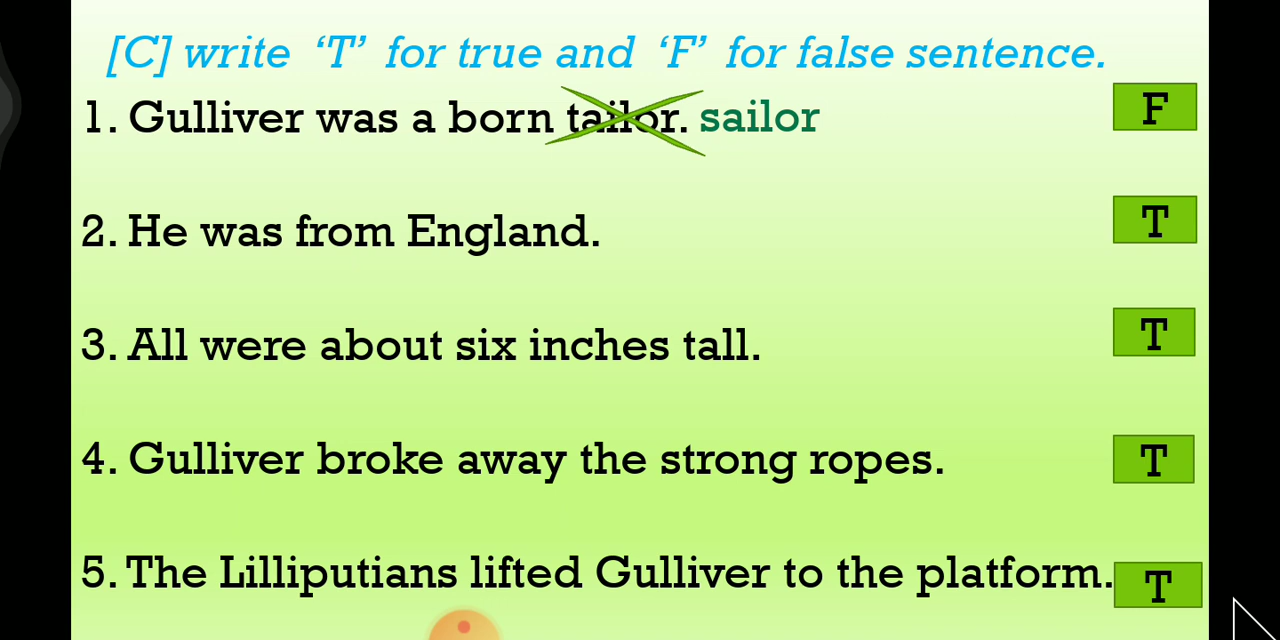 [C] write ‘T’ for true and ‘F’ for false sentence.
1. Gulliver was a born tailor. sailor F
2. He was from England. T
3. All were about six inches tall. T
4. Gulliver broke away the strong ropes. T
5. The Lilliputians lifted Gulliver to the platform. T